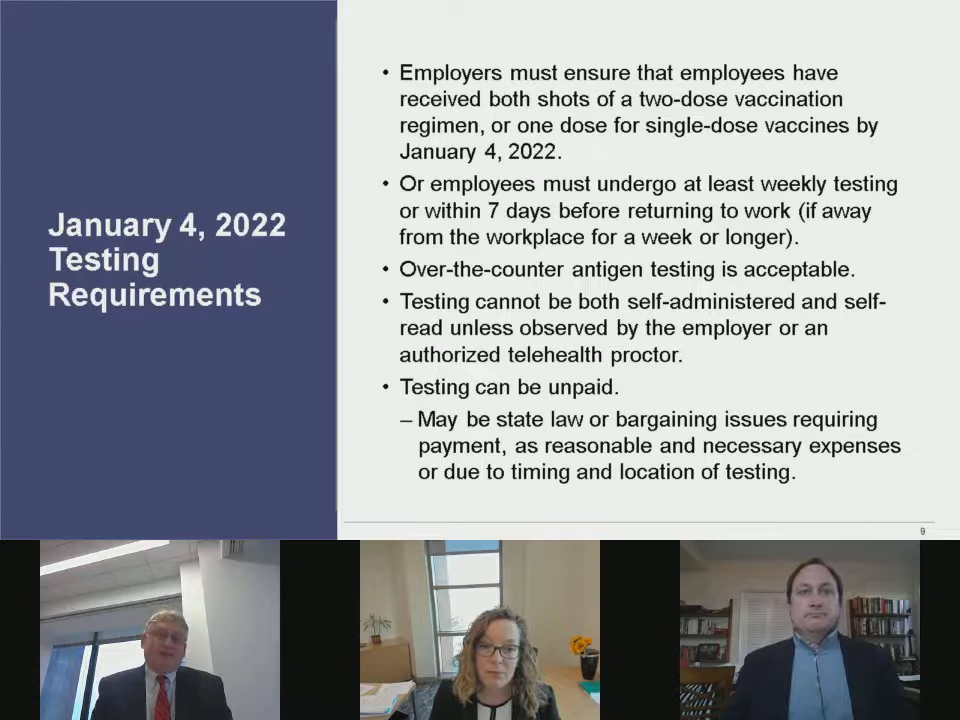 January 4, 2022
Testing
Requirements
• Employers must ensure that employees have
received both shots of a two-dose vaccination
regimen, or one dose for single-dose vaccines by
January 4, 2022.
• Or employees must undergo at least weekly testing
or within 7 days before returning to work (if away
from the workplace for a week or longer).
• Over-the-counter antigen testing is acceptable.
• Testing cannot be both self-administered and self-
read unless observed by the employer or an
authorized telehealth proctor.
• Testing can be unpaid.
– May be state law or bargaining issues requiring
payment, as reasonable and necessary expenses
or due to timing and location of testing.
9